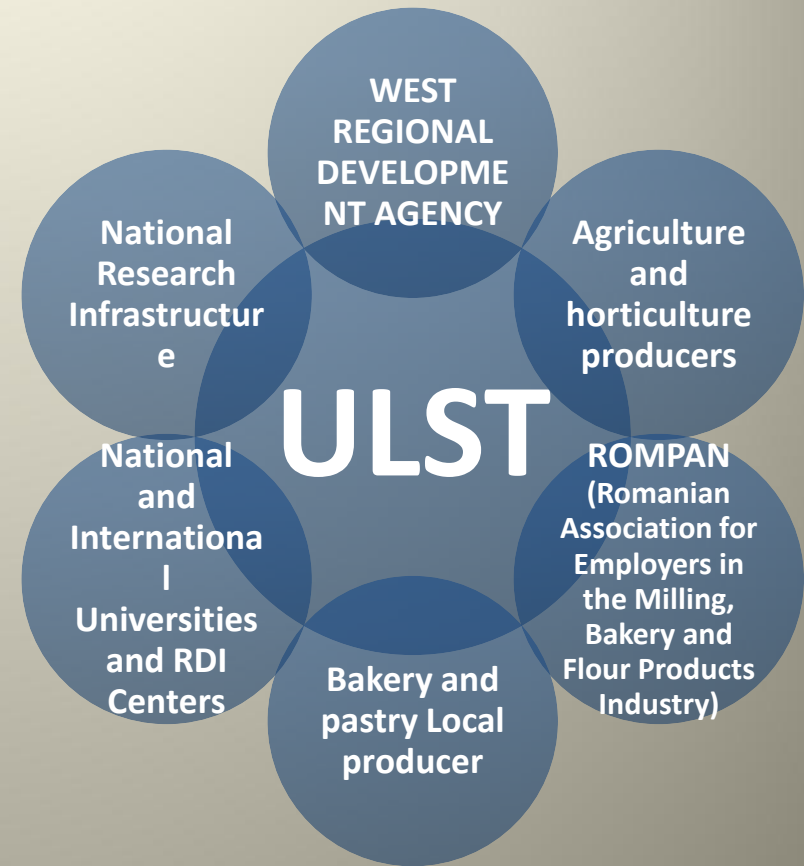 WEST
REGIONAL
DEVELOPME
NT AGENCY
National
Research
Infrastructur
e
Agriculture
and
horticulture
producers
ULST
National
and
Internationa
l
Universities
and RDI
Centers
ROMPAN
(Romanian
Association for
Employers in
the Milling,
Bakery and
Flour Products
Industry)
Bakery and
pastry Local
producer